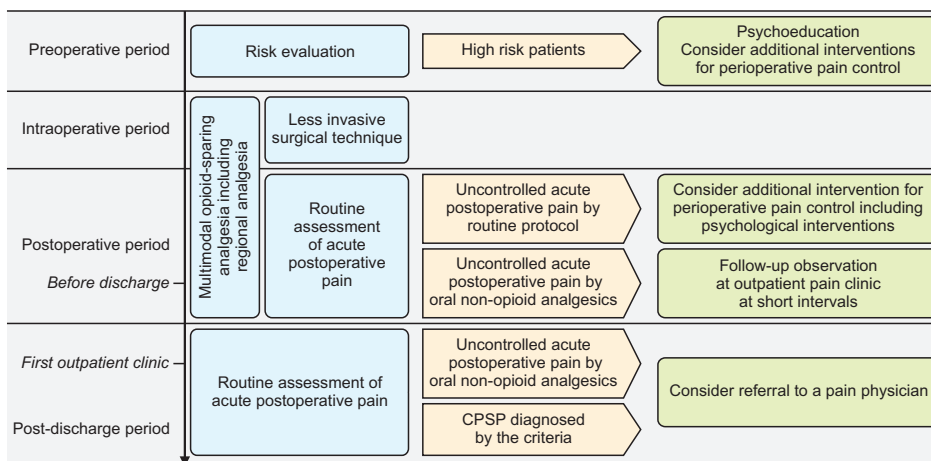 Preoperative period
Risk evaluation
High risk patients
Psychoeducation
Consider additional interventions
for perioperative pain control
Intraoperative period
Multimodal opioid-sparing
analgesia including
regional analgesia
Less invasive
surgical technique
Postoperative period
Before discharge
Routine
assessment
of acute
postoperative
pain
Uncontrolled acute
postoperative pain by
routine protocol
Consider additional intervention for
perioperative pain control including
psychological interventions
Uncontrolled acute
postoperative pain by
oral non-opioid analgesics
Follow-up observation
at outpatient pain clinic
at short intervals
First outpatient clinic
Post-discharge period
Routine assessment of
acute postoperative pain
Uncontrolled acute
postoperative pain by
oral non-opioid analgesics
CPSP diagnosed
by the criteria
Consider referral to a pain physician